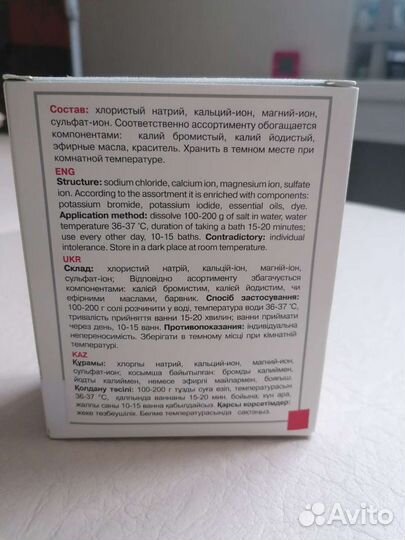 Состав: хлористый натрий, кальций-ион, магний-ион,
сульфат-ион. Соответственно ассортименту обогащается
компонентами: калий бромистый, калий йодистый,
эфирные масла, краситель. Хранить в темном месте при
комнатной температуре.
ENG
Structure: sodium chloride, calcium ion, magnesium ion, sulfate
ion. According to the assortment it is enriched with components:
potassium bromide, potassium iodide, essential oils, dye.
Application method: dissolve 100-200 g of salt in water, water
temperature 36-37 °C, duration of taking a bath 15-20 minutes;
use every other day, 10-15 baths. Contradictory: individual
intolerance. Store in a dark place at room temperature.
UKR
Склад: хлористий натрій, кальцій-іон, магній-іон,
сульфат-іон; Відповідно асортименту збагачується
компонентами: калієй бромистим, калієй йодистим, чи
ефірними маслами, барвник. Спосіб застосування:
100-200 г солі розчинити у воді, температура води 36-37 °С,
тривалість прийняття ванни 15-20 хвилин; ванни приймати
через день, 10-15 ванн. Протипоказания: індивідуальна
непереносимість. Зберігати в темному місці при кімнатній
температурі.
KAZ
Құрамы: хлорлы натрий, кальций-ион, магний-ион,
сульфат-ион; қосымша байытылған: бромды калиймен,
йодты калиймен, немесе эфирлі майлармен, бояғыш.
Қолдану тәсілі: 100-200 г тұзды суға езіп, температурасын
36-37 °С, қалпында ваннаны 15-20 мин. бойына; күн ара,
жалпы саны 10-15 ванна қабылдайсыз. Қарсы көрсетімдер:
жеке төзбеушілік. Бөлме температурасында сақтаңыз.
Avito